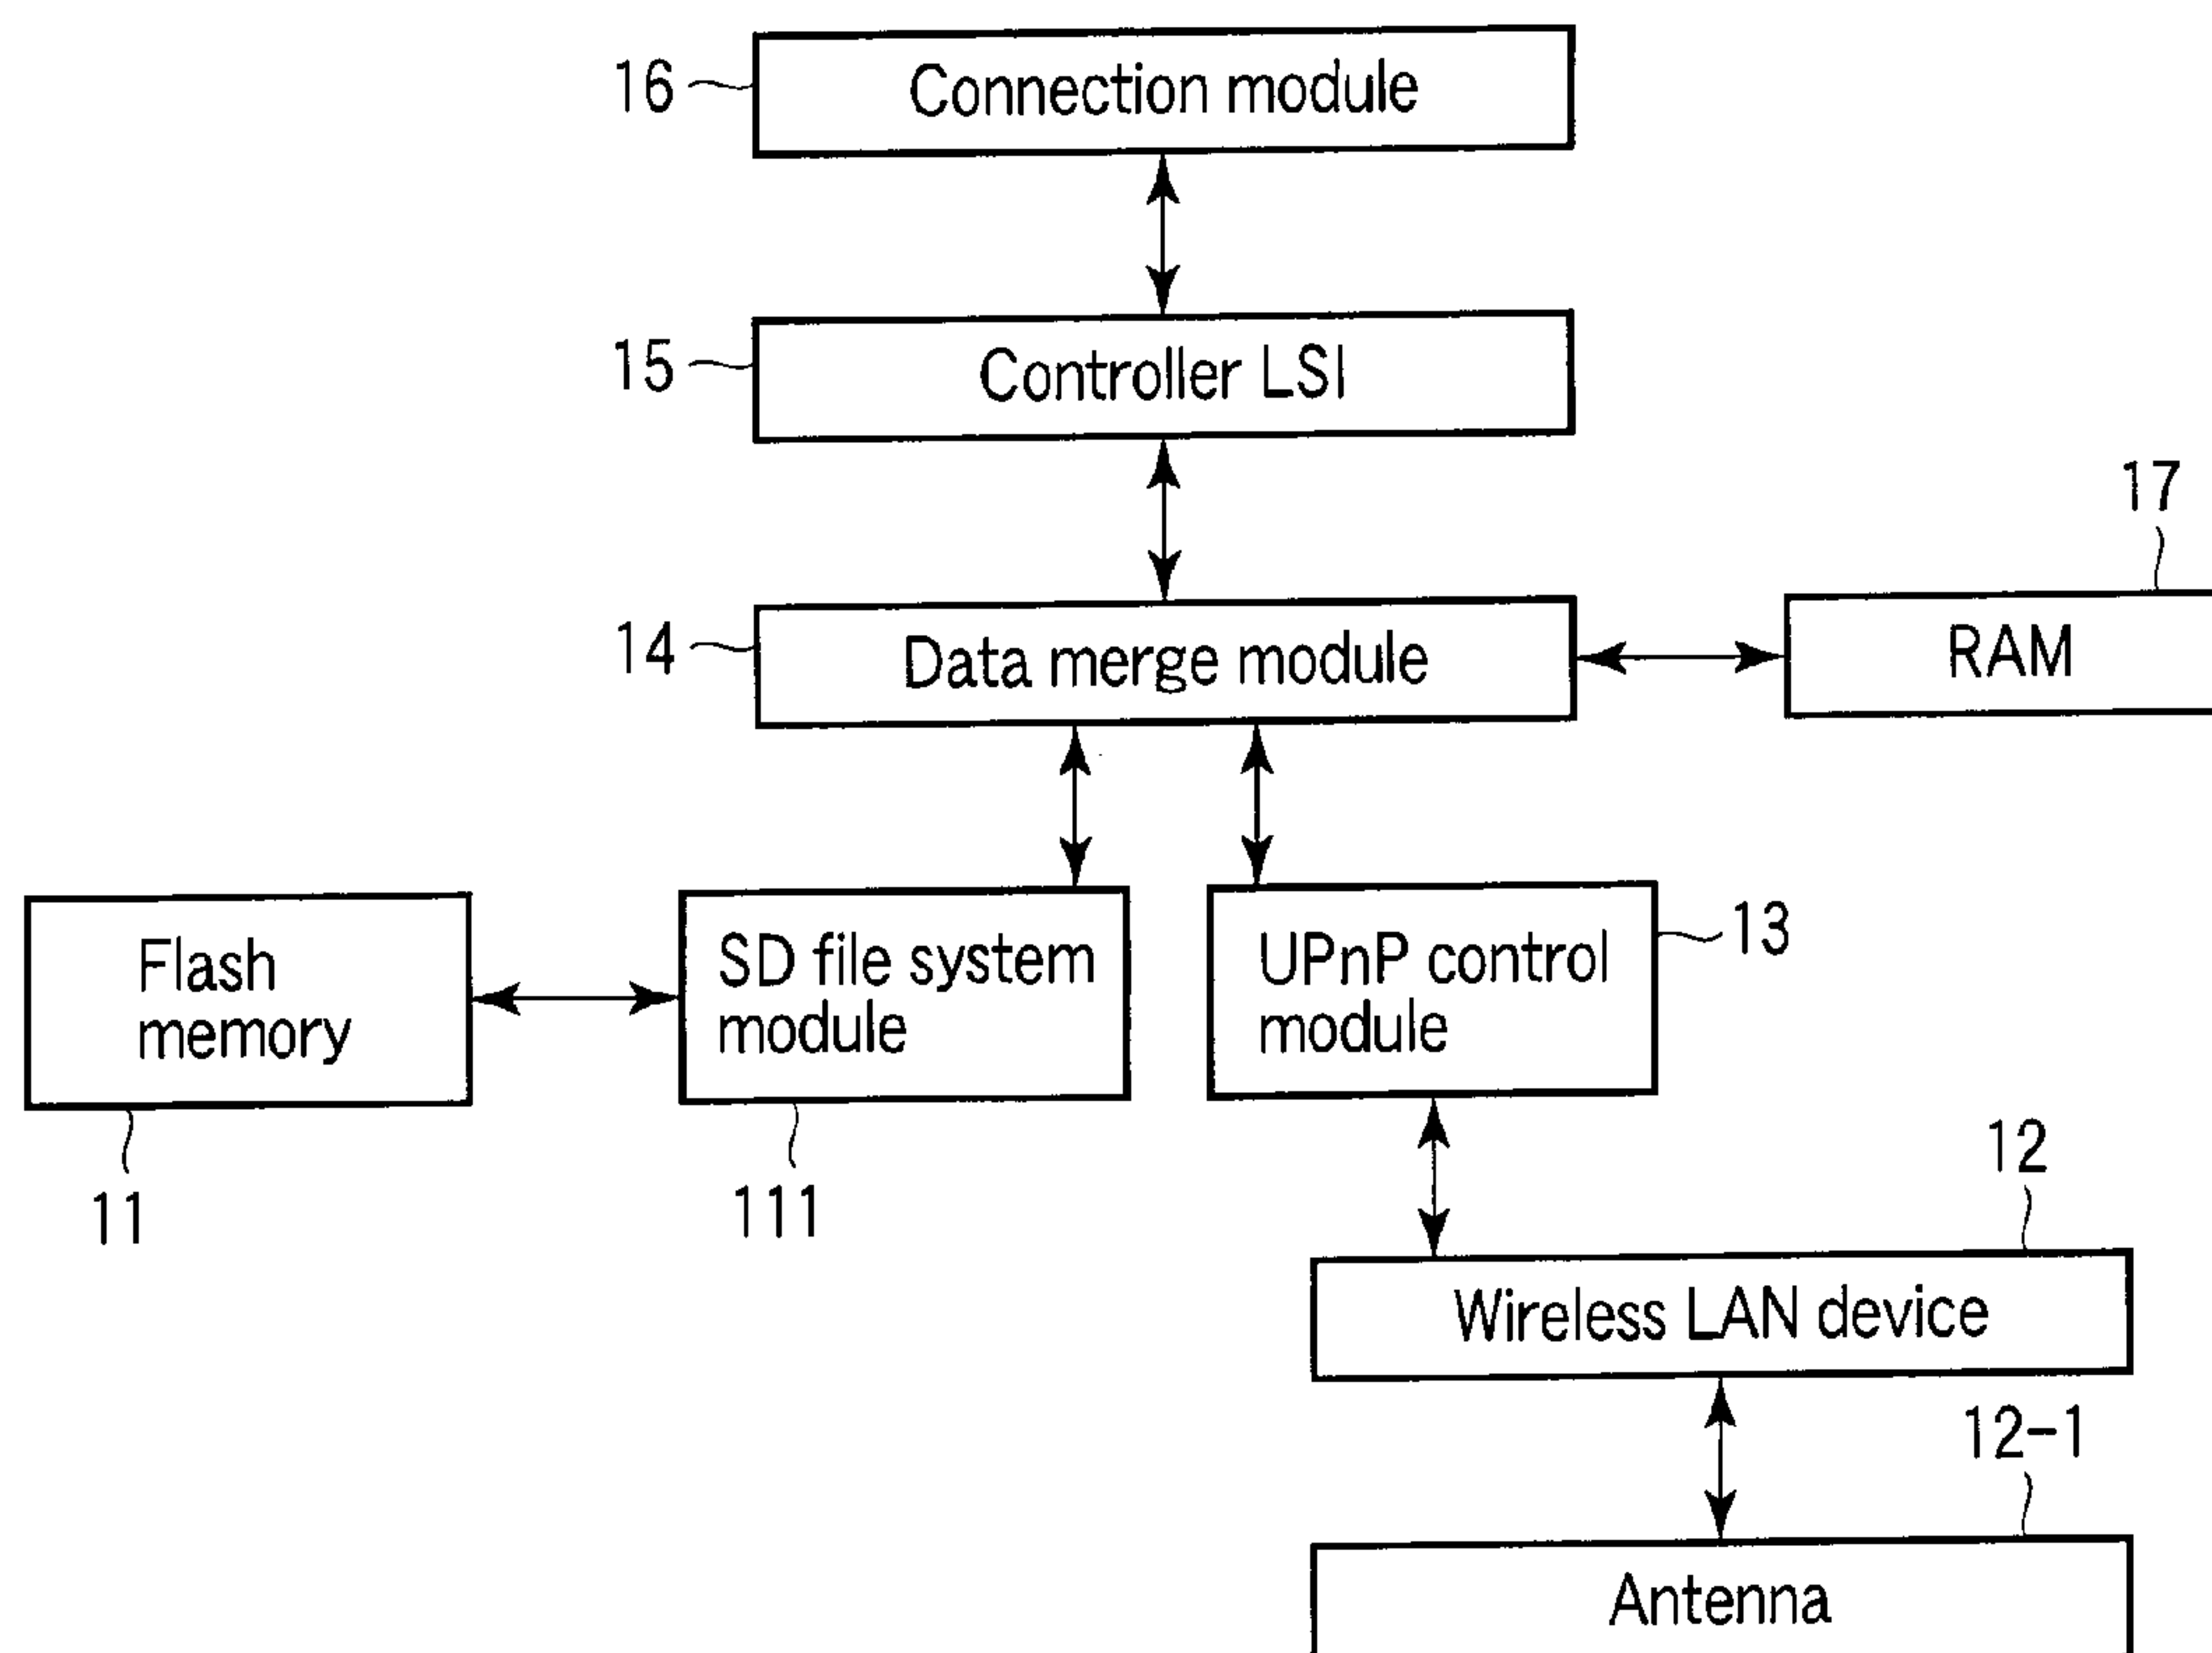 16
Connection module
15
Controller LSI
17
14
Data merge module
RAM
Flash
memory
SD file system
module
UPnP control
module
13
11
111
12
Wireless LAN device
12-1
Antenna